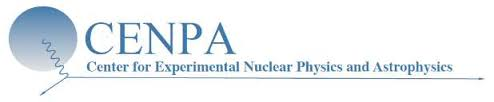 CENPA
Center for Experimental Nuclear Physics and Astrophysics